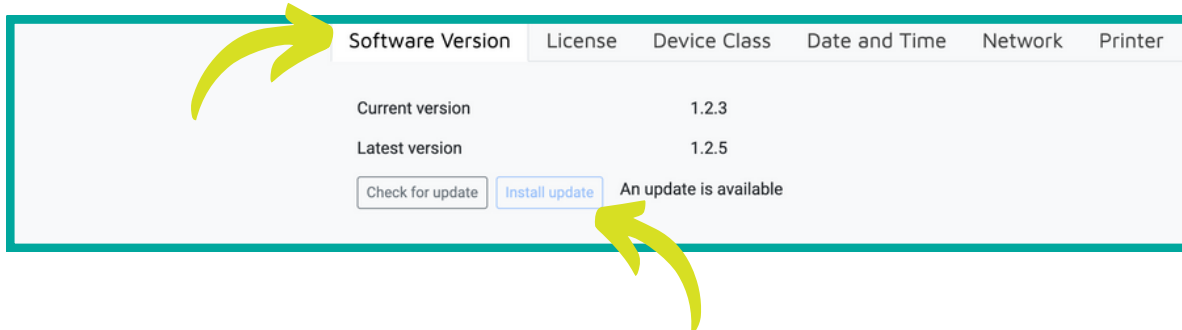 Software Version License Device Class Date and Time Network Printer
Current version 1.2.3
Latest version 1.2.5
Check for update Install update An update is available